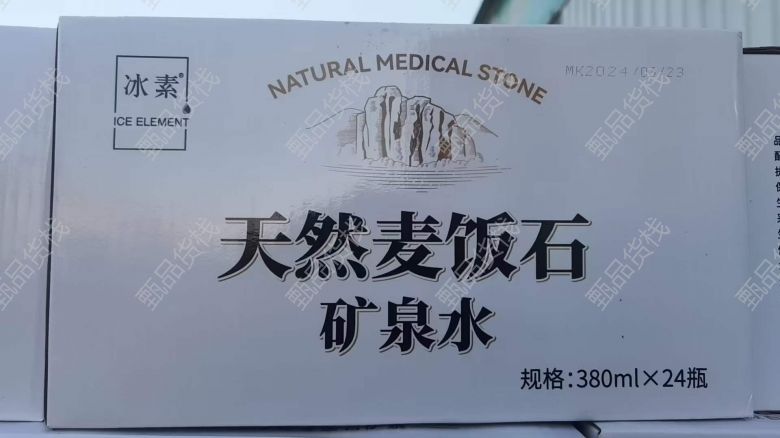 冰素®
ICE ELEMENT
NATURAL MEDICAL STONE
MK2024/03/23
天然麦饭石
矿泉水
规格:380ml×24瓶
甄品货栈